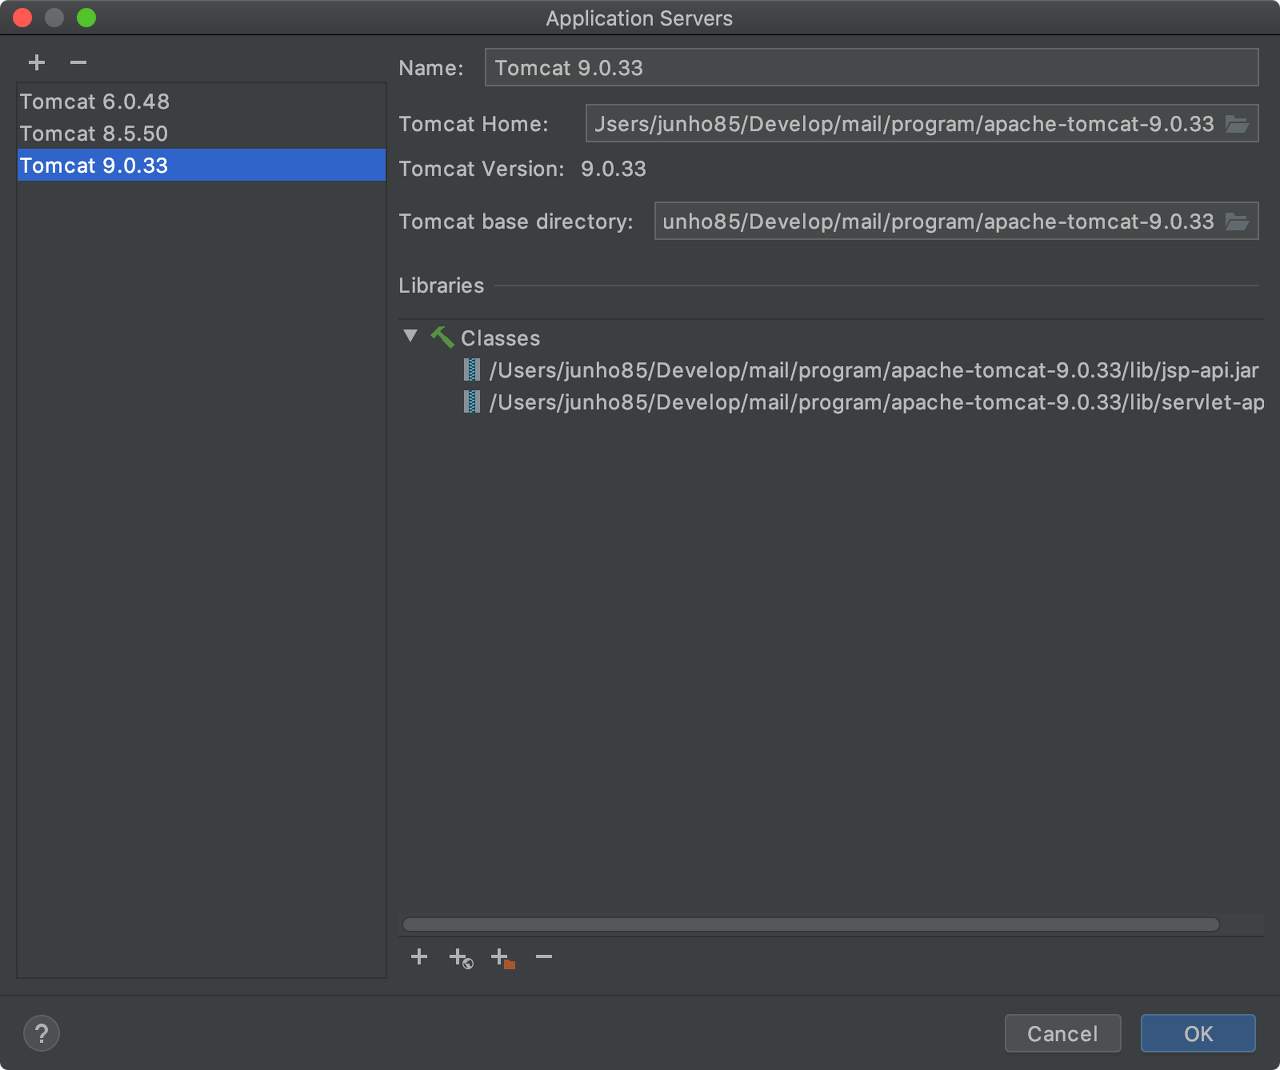 Application Servers
Tomcat 6.0.48
Tomcat 8.5.50
Tomcat 9.0.33
Name: Tomcat 9.0.33
Tomcat Home: Jsers/junho85/Develop/mail/program/apache-tomcat-9.0.33
Tomcat Version: 9.0.33
Tomcat base directory: unho85/Develop/mail/program/apache-tomcat-9.0.33
Libraries
Classes
/Users/junho85/Develop/mail/program/apache-tomcat-9.0.33/lib/jsp-api.jar
/Users/junho85/Develop/mail/program/apache-tomcat-9.0.33/lib/servlet-ap
?
Cancel
OK